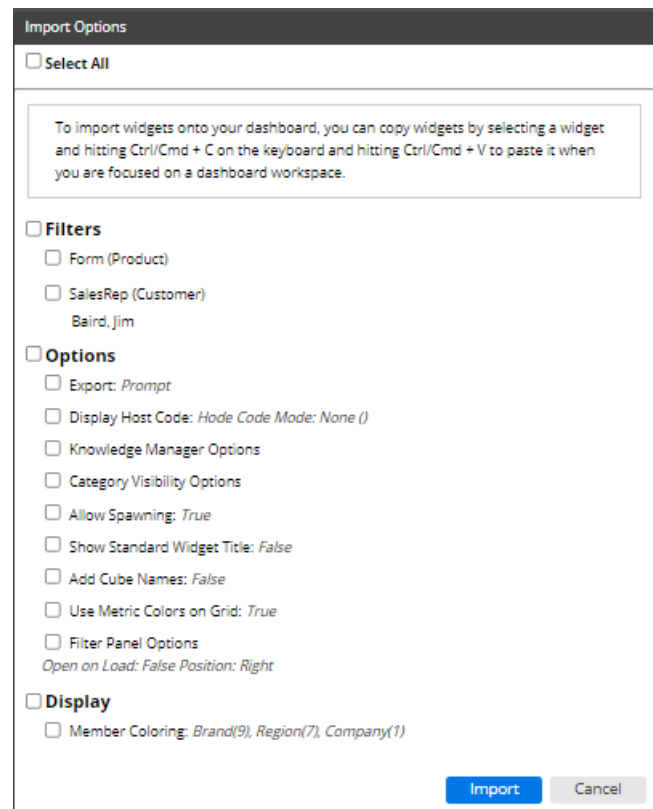 Import Options
Select All
To import widgets onto your dashboard, you can copy widgets by selecting a widget
and hitting Ctrl/Cmd + C on the keyboard and hitting Ctrl/Cmd + V to paste it when
you are focused on a dashboard workspace.
Filters
Form (Product)
SalesRep (Customer)
Baird, Jim
Options
Export: Prompt
Display Host Code: Hode Code Mode: None ()
Knowledge Manager Options
Category Visibility Options
Allow Spawning: True
Show Standard Widget Title: False
Add Cube Names: False
Use Metric Colors on Grid: True
Filter Panel Options
Open on Load: False Position: Right
Display
Member Coloring: Brand(9), Region(7), Company(1)
Import Cancel